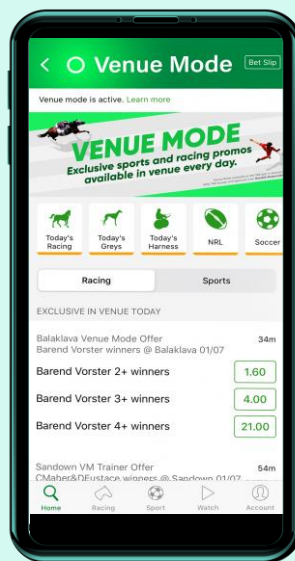 Venue Mode
Bet Slip
Venue mode is active. Learn more
VENUE MODE
Exclusive sports and racing promos
available in venue every day.
Today's
Racing
Today's
Greys
Today's
Harness
NRL
Soccer
Racing
Sports
EXCLUSIVE IN VENUE TODAY
Balaklava Venue Mode Offer
34m
Barend Vorster winners @ Balaklava 01/07
Barend Vorster 2+ winners
1.60
Barend Vorster 3+ winners
4.00
Barend Vorster 4+ winners
21.00
Sandown VM Trainer Offer
54m
CMaher&DEustace winners @ Sandown 01/07
Home
Racing
Sport
Watch
Account